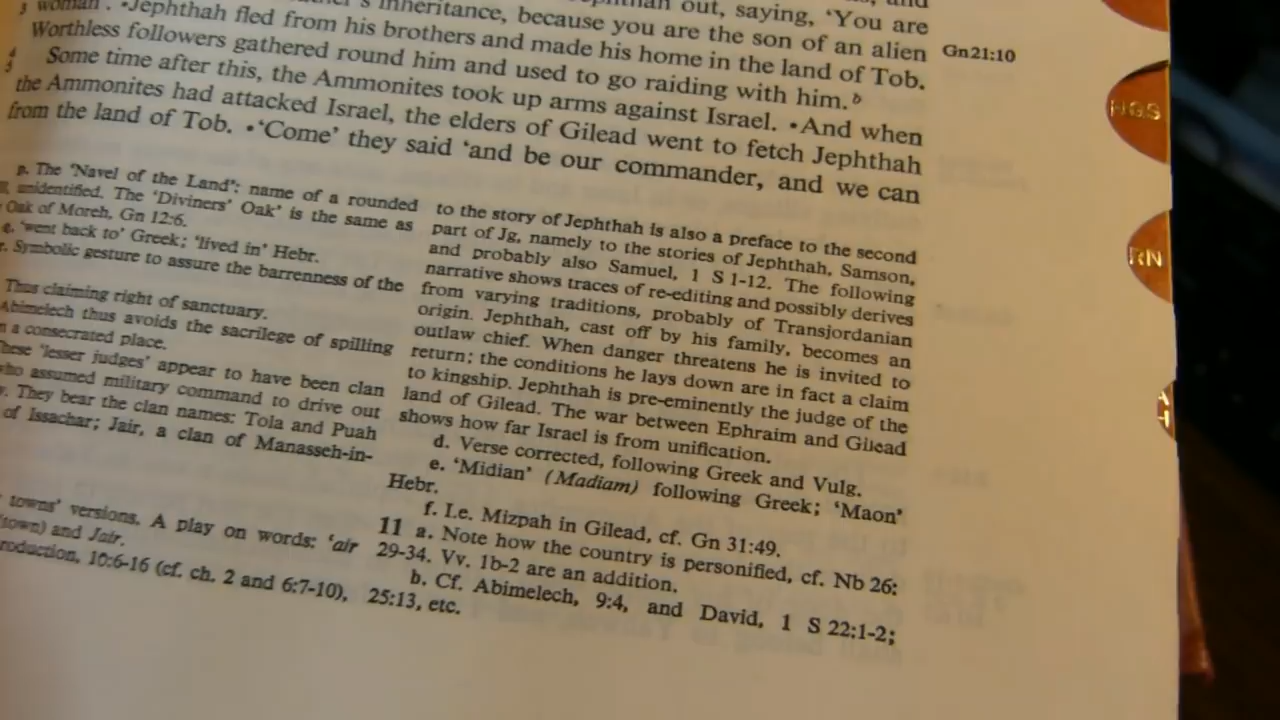 out, saying, 'You are
inheritance, because you are the son of an alien
3 woman'. •Jephthah fled from his brothers and made his home in the land of Tob.
Worthless followers gathered round him and used to go raiding with him.ᵇ
4 Some time after this, the Ammonites took up arms against Israel. •And when
5 the Ammonites had attacked Israel, the elders of Gilead went to fetch Jephthah
from the land of Tob. •'Come' they said 'and be our commander, and we can
Gn21:10
p. The 'Navel of the Land': name of a rounded
unidentified. The 'Diviners' Oak' is the same as
Oak of Moreh, Gn 12:6.
q. 'went back to' Greek; 'lived in' Hebr.
r. Symbolic gesture to assure the barrenness of the
Thus claiming right of sanctuary.
Abimelech thus avoids the sacrilege of spilling
a consecrated place.
These 'lesser judges' appear to have been clan
who assumed military command to drive out
They bear the clan names: Tola and Puah
of Issachar; Jair, a clan of Manasseh-in-
towns' versions. A play on words: 'air
(town) and Jair.
10:6-16 (cf. ch. 2 and 6:7-10),
to the story of Jephthah is also a preface to the second
part of Jg, namely to the stories of Jephthah, Samson,
and probably also Samuel, 1 S 1-12. The following
narrative shows traces of re-editing and possibly derives
from varying traditions, probably of Transjordanian
origin. Jephthah, cast off by his family, becomes an
outlaw chief. When danger threatens he is invited to
return; the conditions he lays down are in fact a claim
to kingship. Jephthah is pre-eminently the judge of the
land of Gilead. The war between Ephraim and Gilead
shows how far Israel is from unification.
d. Verse corrected, following Greek and Vulg.
e. 'Midian' (Madiam) following Greek; 'Maon'
Hebr.
f. I.e. Mizpah in Gilead, cf. Gn 31:49.
11 a. Note how the country is personified, cf. Nb 26:
29-34. Vv. 1b-2 are an addition.
b. Cf. Abimelech, 9:4, and David, 1 S 22:1-2;
25:13, etc.
HGS
RN